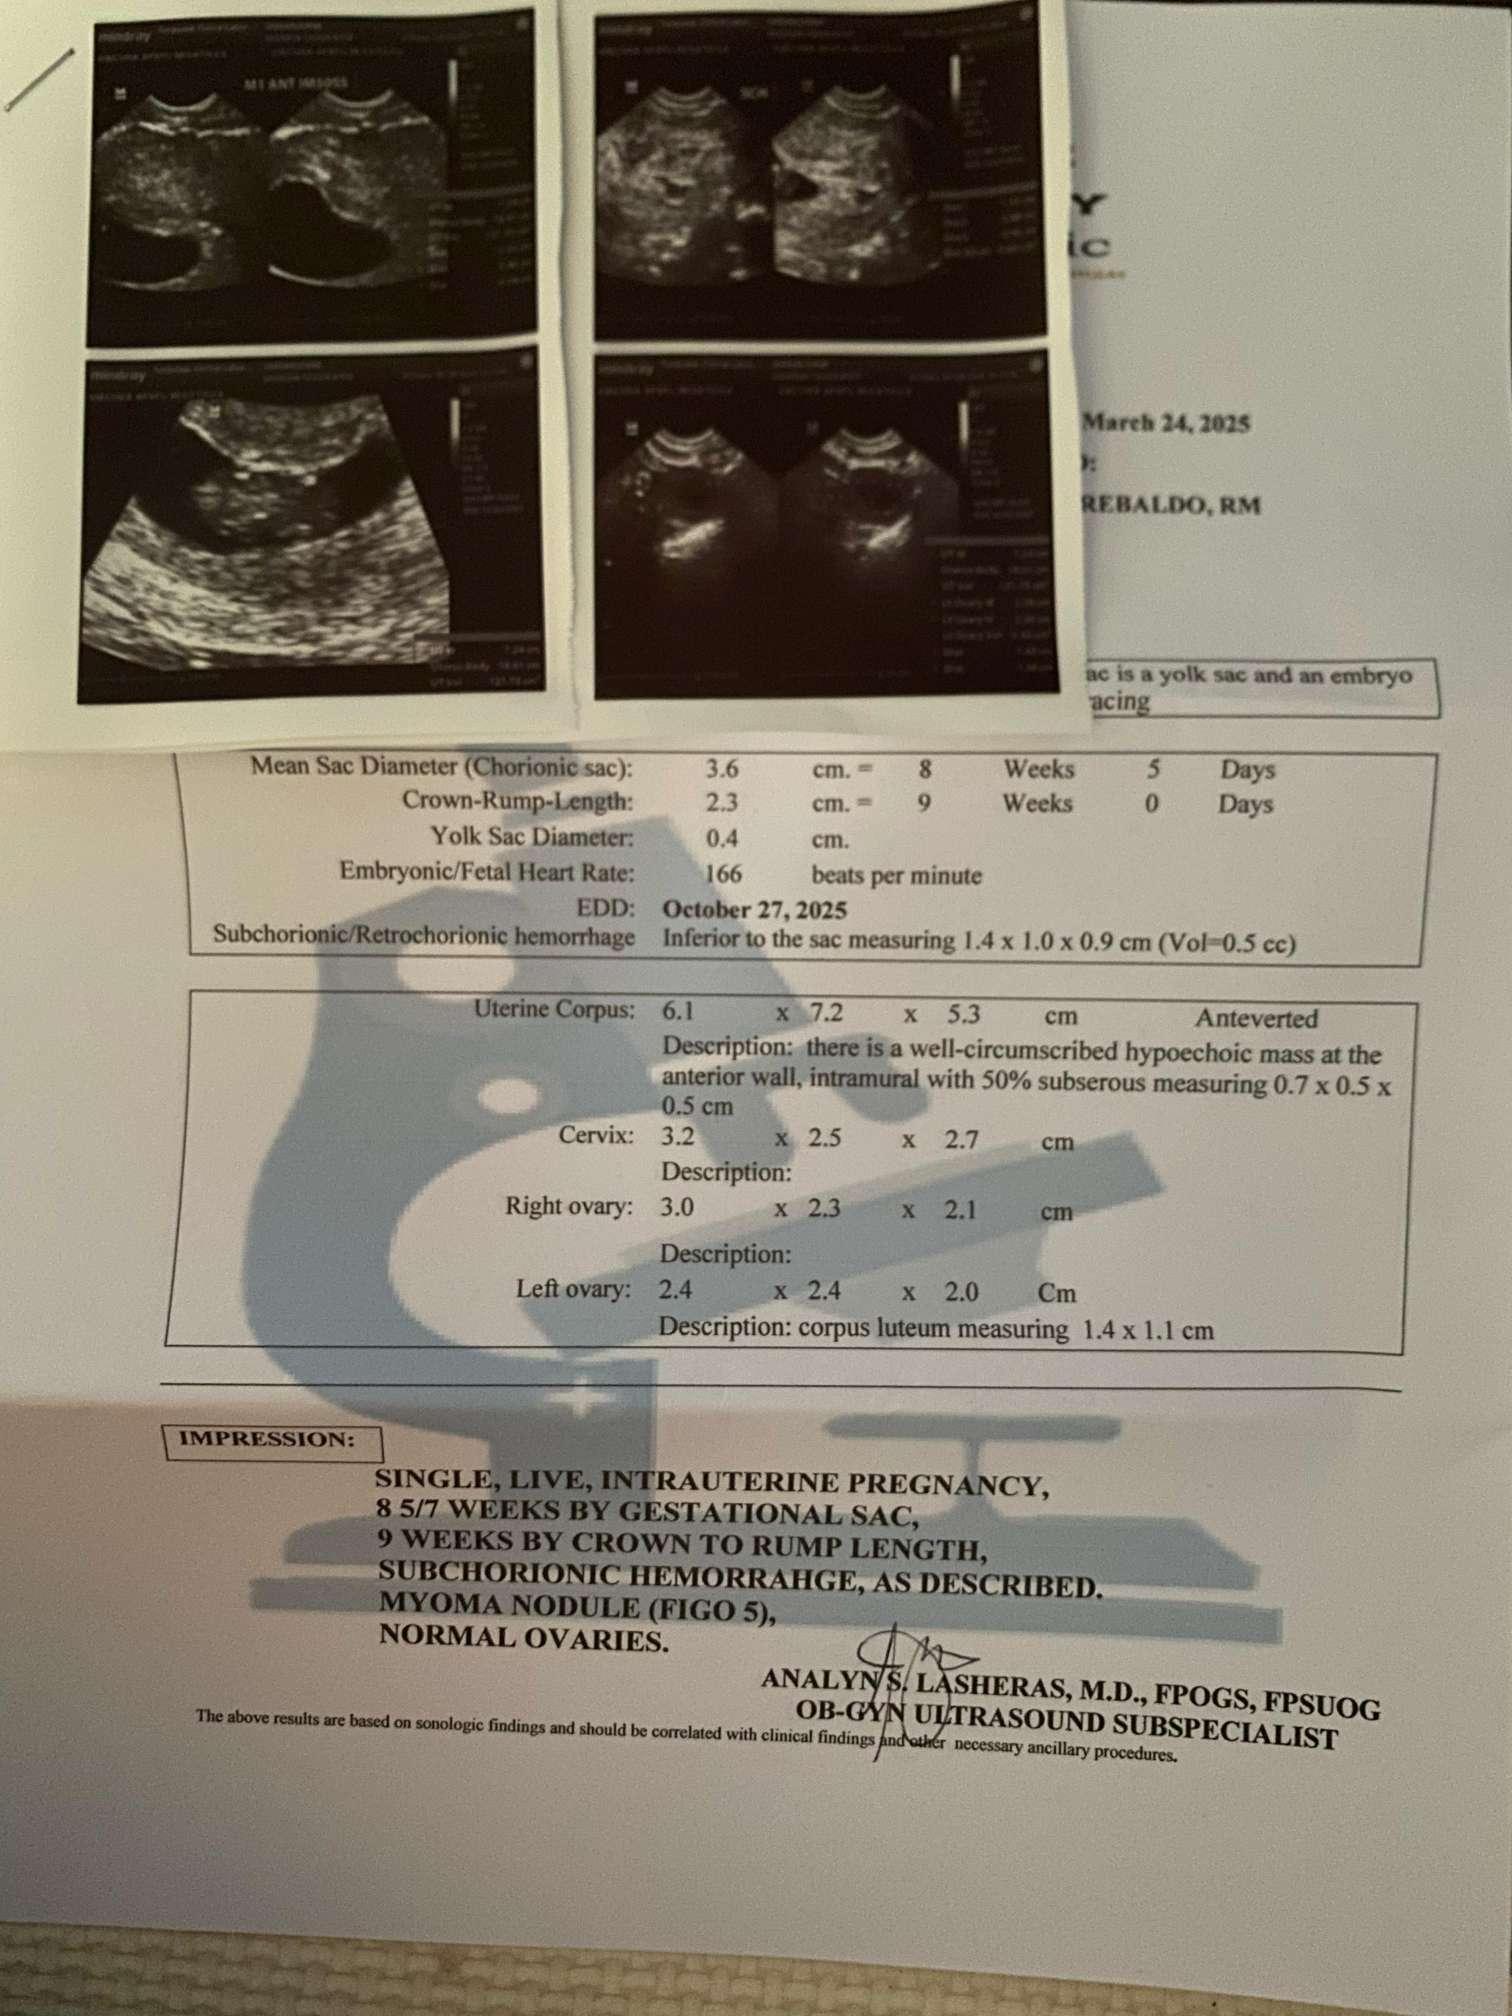 mindray
M1 ANT IM50SS
mindray
SCH
mindray
mindray
Y
ic
March 24, 2025
REBALDO, RM
ac is a yolk sac and an embryo
acing
Mean Sac Diameter (Chorionic sac): 3.6 cm. = 8 Weeks 5 Days
Crown-Rump-Length: 2.3 cm. = 9 Weeks 0 Days
Yolk Sac Diameter: 0.4 cm.
Embryonic/Fetal Heart Rate: 166 beats per minute
EDD: October 27, 2025
Subchorionic/Retrochorionic hemorrhage Inferior to the sac measuring 1.4 x 1.0 x 0.9 cm (Vol=0.5 cc)
Uterine Corpus: 6.1 x 7.2 x 5.3 cm Anteverted
Description: there is a well-circumscribed hypoechoic mass at the
anterior wall, intramural with 50% subserous measuring 0.7 x 0.5 x
0.5 cm
Cervix: 3.2 x 2.5 x 2.7 cm
Description:
Right ovary: 3.0 x 2.3 x 2.1 cm
Description:
Left ovary: 2.4 x 2.4 x 2.0 Cm
Description: corpus luteum measuring 1.4 x 1.1 cm
IMPRESSION:
SINGLE, LIVE, INTRAUTERINE PREGNANCY,
8 5/7 WEEKS BY GESTATIONAL SAC,
9 WEEKS BY CROWN TO RUMP LENGTH,
SUBCHORIONIC HEMORRAHGE, AS DESCRIBED.
MYOMA NODULE (FIGO 5),
NORMAL OVARIES.
ANALYN S. LASHERAS, M.D., FPOGS, FPSUOG
OB-GYN ULTRASOUND SUBSPECIALIST
The above results are based on sonologic findings and should be correlated with clinical findings and other necessary ancillary procedures.